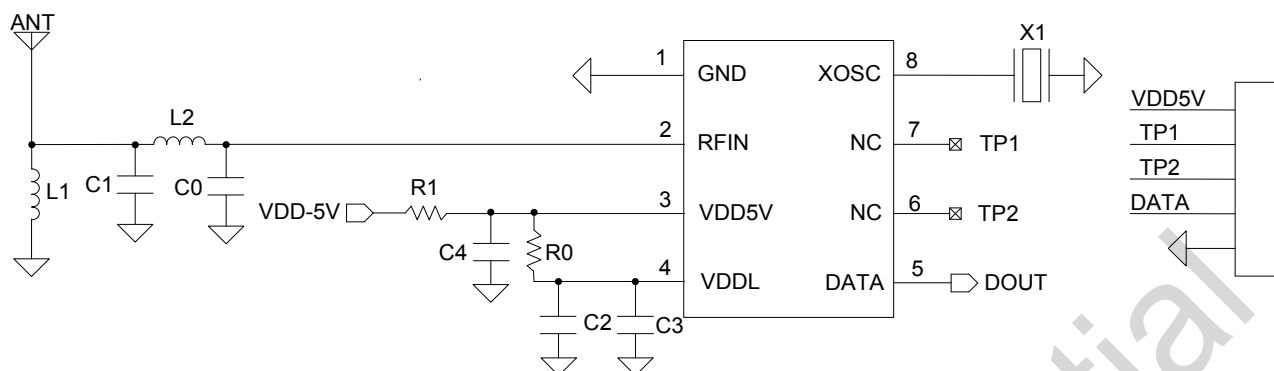 ANT
X1
1
GND
XOSC
8
VDD5V
L2
2
RFIN
NC
7
TP1
TP1
L1
C1
C0
R1
TP2
VDD-5V
3
VDD5V
NC
6
TP2
DATA
C4
R0
4
VDDL
DATA
5
DOUT
C2
C3
tial